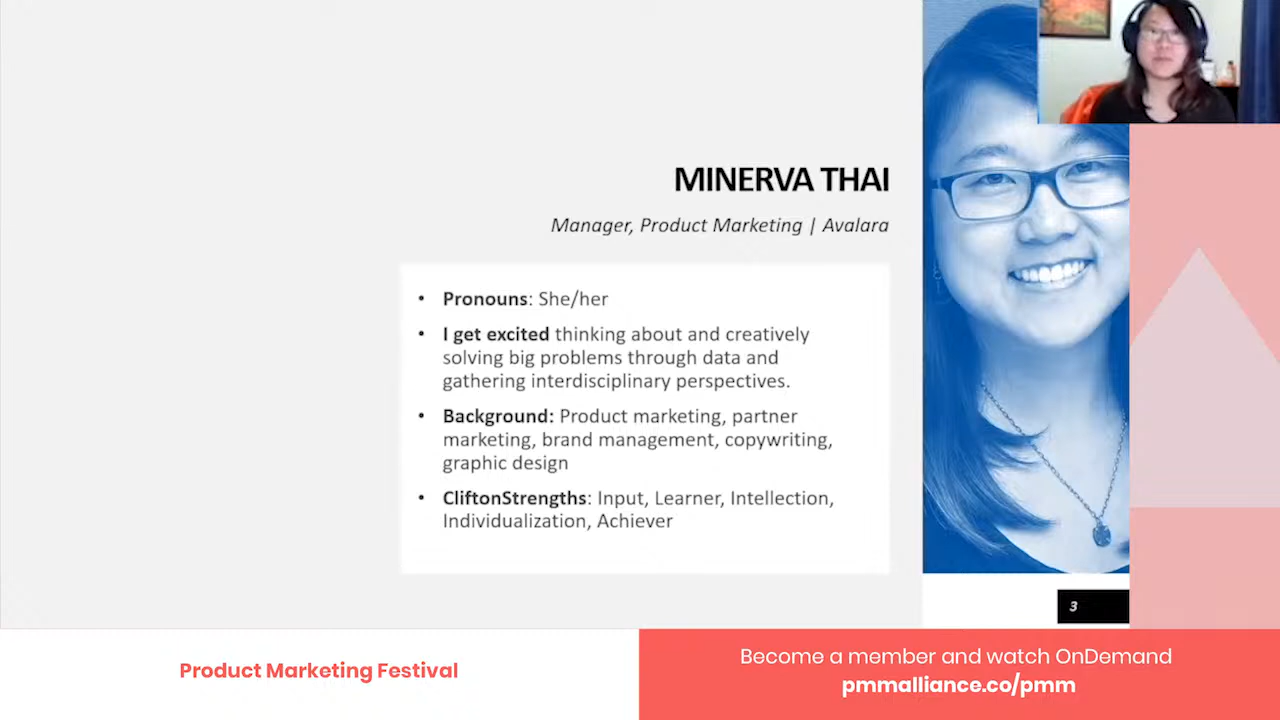 MINERVA THAI
Manager, Product Marketing | Avalara
• Pronouns: She/her
• I get excited thinking about and creatively
solving big problems through data and
gathering interdisciplinary perspectives.
• Background: Product marketing, partner
marketing, brand management, copywriting,
graphic design
• CliftonStrengths: Input, Learner, Intellection,
Individualization, Achiever
3
Product Marketing Festival
Become a member and watch OnDemand
pmmalliance.co/pmm